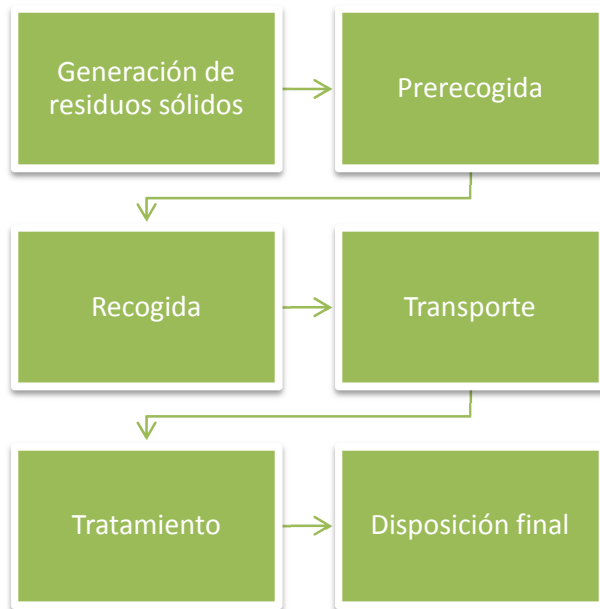 Generación de
residuos sólidos
Prerecogida
Recogida
Transporte
Tratamiento
Disposición final